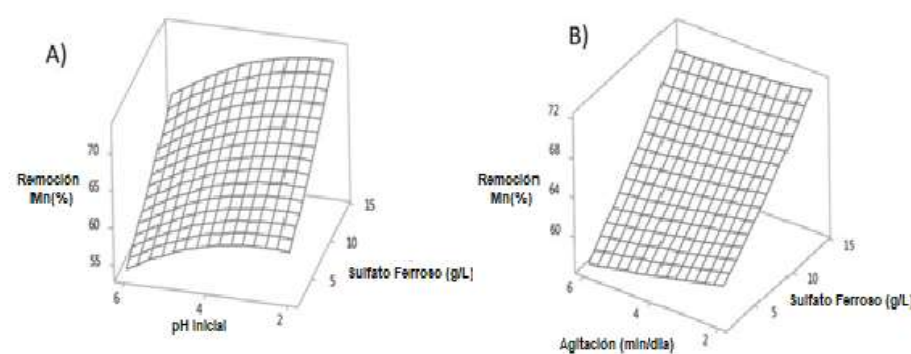 A)
70
65
60
55
Remoción
Mn(%)
15
10
5
Sulfato Ferroso (g/L)
6
4
2
pH Inicial
B)
72
68
64
60
Remoción
Mn(%)
15
10
5
Sulfato Ferroso (g/L)
6
4
2
Agitación (min/dia)